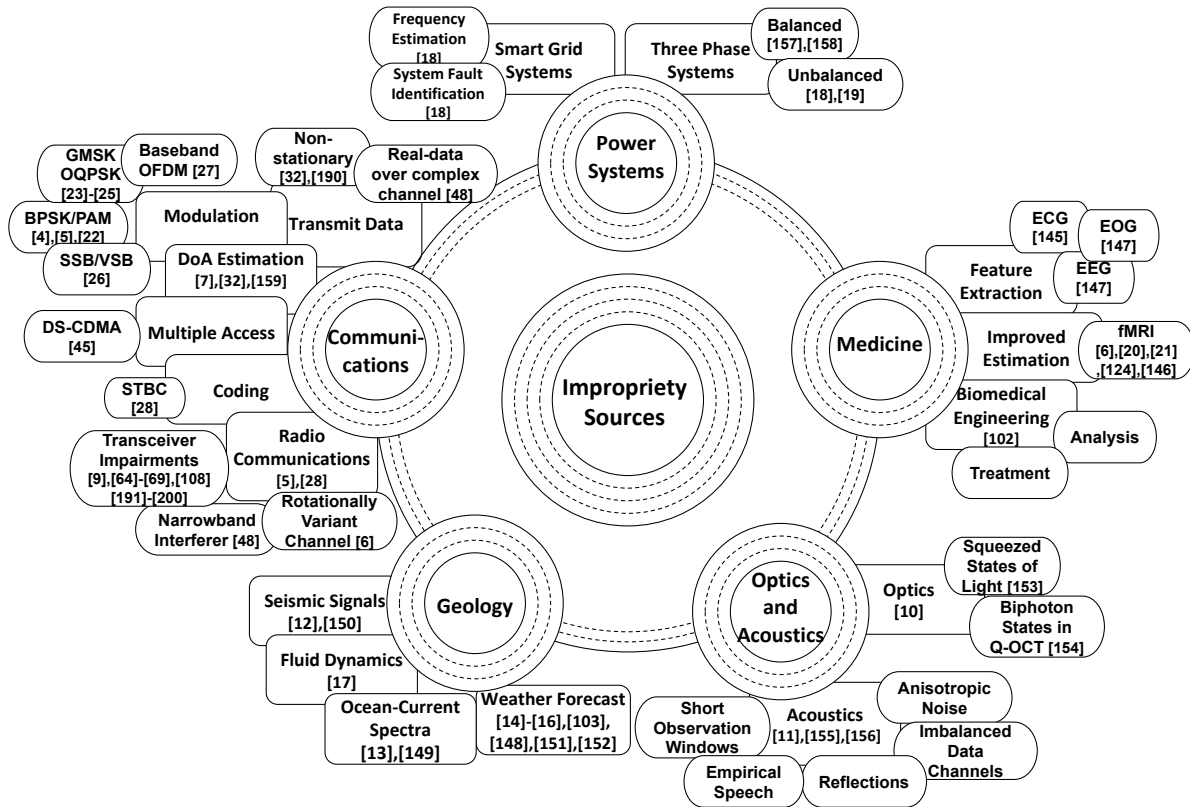 Impropriety
Sources
Power
Systems
Smart Grid
Systems
Frequency
Estimation
[18]
System Fault
Identification
[18]
Three Phase
Systems
Balanced
[157],[158]
Unbalanced
[18],[19]
Medicine
Feature
Extraction
ECG
[145]
EOG
[147]
EEG
[147]
Improved
Estimation
fMRI
[6],[20],[21]
,[124],[146]
Biomedical
Engineering
[102]
Analysis
Treatment
Optics
and
Acoustics
Optics
[10]
Squeezed
States of
Light [153]
Biphoton
States in
Q-OCT [154]
Acoustics
[11],[155],[156]
Anisotropic
Noise
Imbalanced
Data
Channels
Reflections
Empirical
Speech
Short
Observation
Windows
Geology
Seismic Signals
[12],[150]
Fluid Dynamics
[17]
Ocean-Current
Spectra
[13],[149]
Weather Forecast
[14]-[16],[103],
[148],[151],[152]
Communi-
cations
Transmit Data
Non-
stationary
[32],[190]
Real-data
over complex
channel [48]
Modulation
Baseband
OFDM [27]
GMSK
OQPSK
[23]-[25]
BPSK/PAM
[4],[5],[22]
SSB/VSB
[26]
DoA Estimation
[7],[32],[159]
Multiple Access
DS-CDMA
[45]
Coding
STBC
[28]
Radio
Communications
[5],[28]
Transceiver
Impairments
[9],[64]-[69],[108]
[191]-[200]
Narrowband
Interferer [48]
Rotationally
Variant
Channel [6]